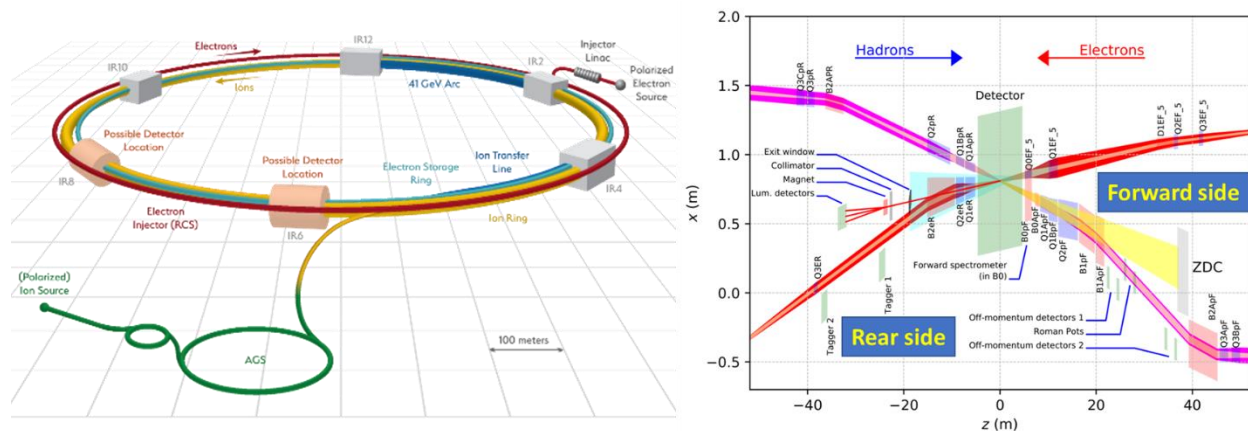 Electrons
IR12
IR10
Ions
41 GeV Arc
IR2
Injector
Linac
Polarized
Electron
Source
Possible Detector
Location
Possible Detector
Location
Electron Storage
Ring
Ion Transfer
Line
IR8
IR4
Electron
Injector (RCS)
IR6
Ion Ring
(Polarized)
Ion Source
AGS
100 meters
Hadrons
Electrons
2.0
1.5
1.0
0.5
0.0
−0.5
x (m)
−40
−20
0
20
40
z (m)
Q3CpR
Q3pR
B2APR
Detector
Q2pR
Q1BpR
Q1ApR
Q0EF_5
Q1EF_5
D1EF_5
Q2EF_5
Q3EF_5
Exit window
Collimator
Magnet
Lum. detectors
Forward side
B2eR
Q2eR
Q1eR
B0pF
B0ApF
Q1ApF
Q1BpF
Q2pF
B1pF
B1ApF
ZDC
Forward spectrometer
(in B0)
Q3ER
Tagger 1
Tagger 2
Rear side
Off-momentum detectors 1
Roman Pots
Off-momentum detectors 2
B2ApF
Q3ApF
Q3BpF